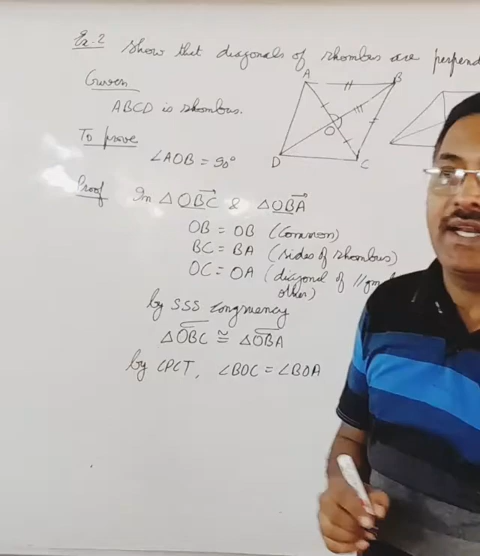 Ex.2 Show that diagonals of rhombus are perpend
Given
ABCD is rhombus.
To prove
∠AOB = 90°
Proof In △OBC & △OBA
OB = OB (Common)
BC = BA (sides of rhombus)
OC = OA (diagonal of //gm
other)
by SSS congruency
△OBC ≅ △OBA
by CPCT, ∠BOC = ∠BOA
A
B
O
D
C